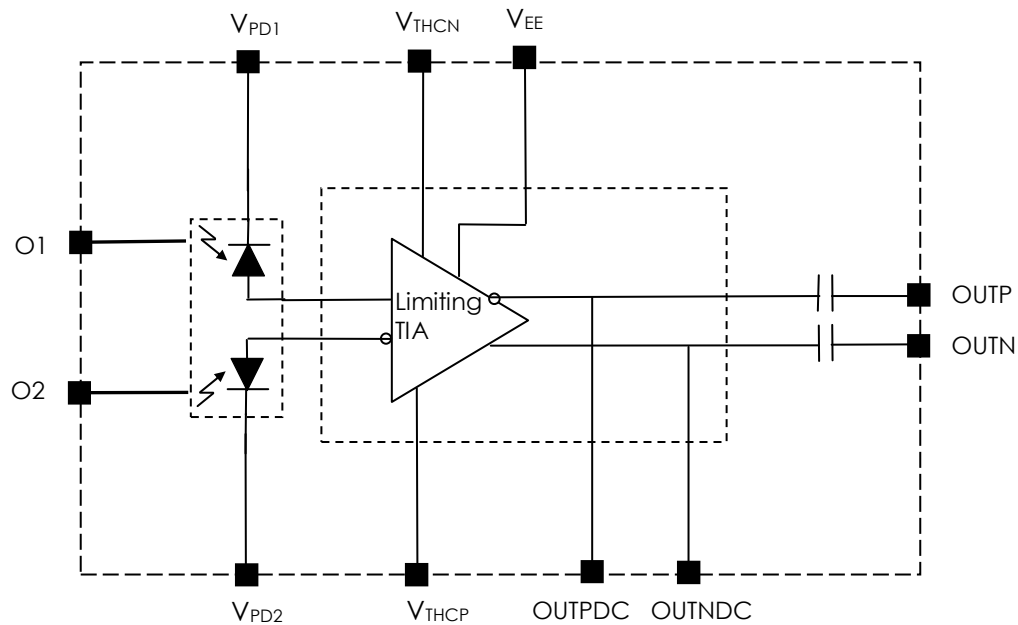 VPD1
VTHCN
VEE
O1
Limiting
TIA
OUTP
OUTN
O2
VPD2
VTHCP
OUTPDC
OUTNDC